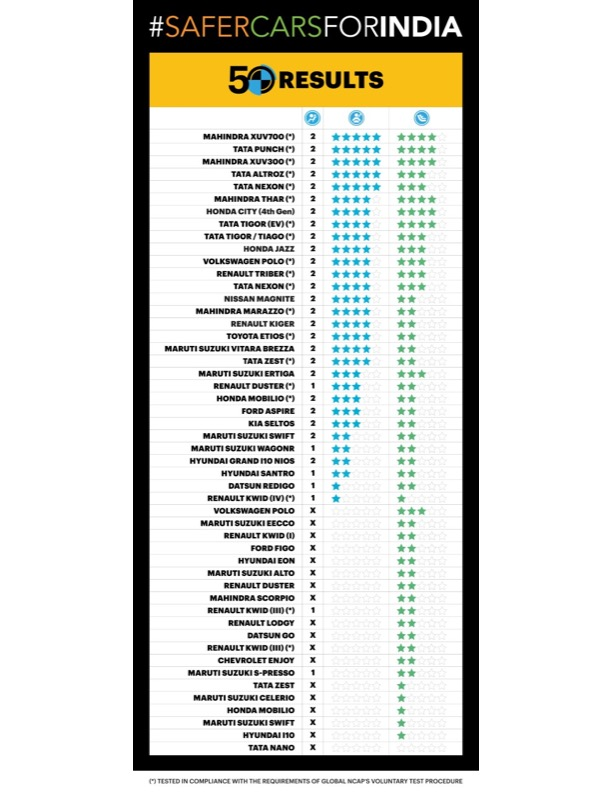 #SAFERCARSFORINDIA
50 RESULTS
MAHINDRA XUV700 (*) 2
TATA PUNCH (*) 2
MAHINDRA XUV300 (*) 2
TATA ALTROZ (*) 2
TATA NEXON (*) 2
MAHINDRA THAR (*) 2
HONDA CITY (4th Gen) 2
TATA TIGOR (EV) (*) 2
TATA TIGOR / TIAGO (*) 2
HONDA JAZZ 2
VOLKSWAGEN POLO (*) 2
RENAULT TRIBER (*) 2
TATA NEXON (*) 2
NISSAN MAGNITE 2
MAHINDRA MARAZZO (*) 2
RENAULT KIGER 2
TOYOTA ETIOS (*) 2
MARUTI SUZUKI VITARA BREZZA 2
TATA ZEST (*) 2
MARUTI SUZUKI ERTIGA 2
RENAULT DUSTER (*) 1
HONDA MOBILIO (*) 2
FORD ASPIRE 2
KIA SELTOS 2
MARUTI SUZUKI SWIFT 2
MARUTI SUZUKI WAGONR 1
HYUNDAI GRAND I10 NIOS 2
HYUNDAI SANTRO 1
DATSUN REDIGO 1
RENAULT KWID (IV) (*) 1
VOLKSWAGEN POLO X
MARUTI SUZUKI EECCO X
RENAULT KWID (I) X
FORD FIGO X
HYUNDAI EON X
MARUTI SUZUKI ALTO X
RENAULT DUSTER X
MAHINDRA SCORPIO X
RENAULT KWID (III) (*) 1
RENAULT LODGY X
DATSUN GO X
RENAULT KWID (III) (*) X
CHEVROLET ENJOY X
MARUTI SUZUKI S-PRESSO 1
TATA ZEST X
MARUTI SUZUKI CELERIO X
HONDA MOBILIO X
MARUTI SUZUKI SWIFT X
HYUNDAI I10 X
TATA NANO X
(*) TESTED IN COMPLIANCE WITH THE REQUIREMENTS OF GLOBAL NCAP'S VOLUNTARY TEST PROCEDURE